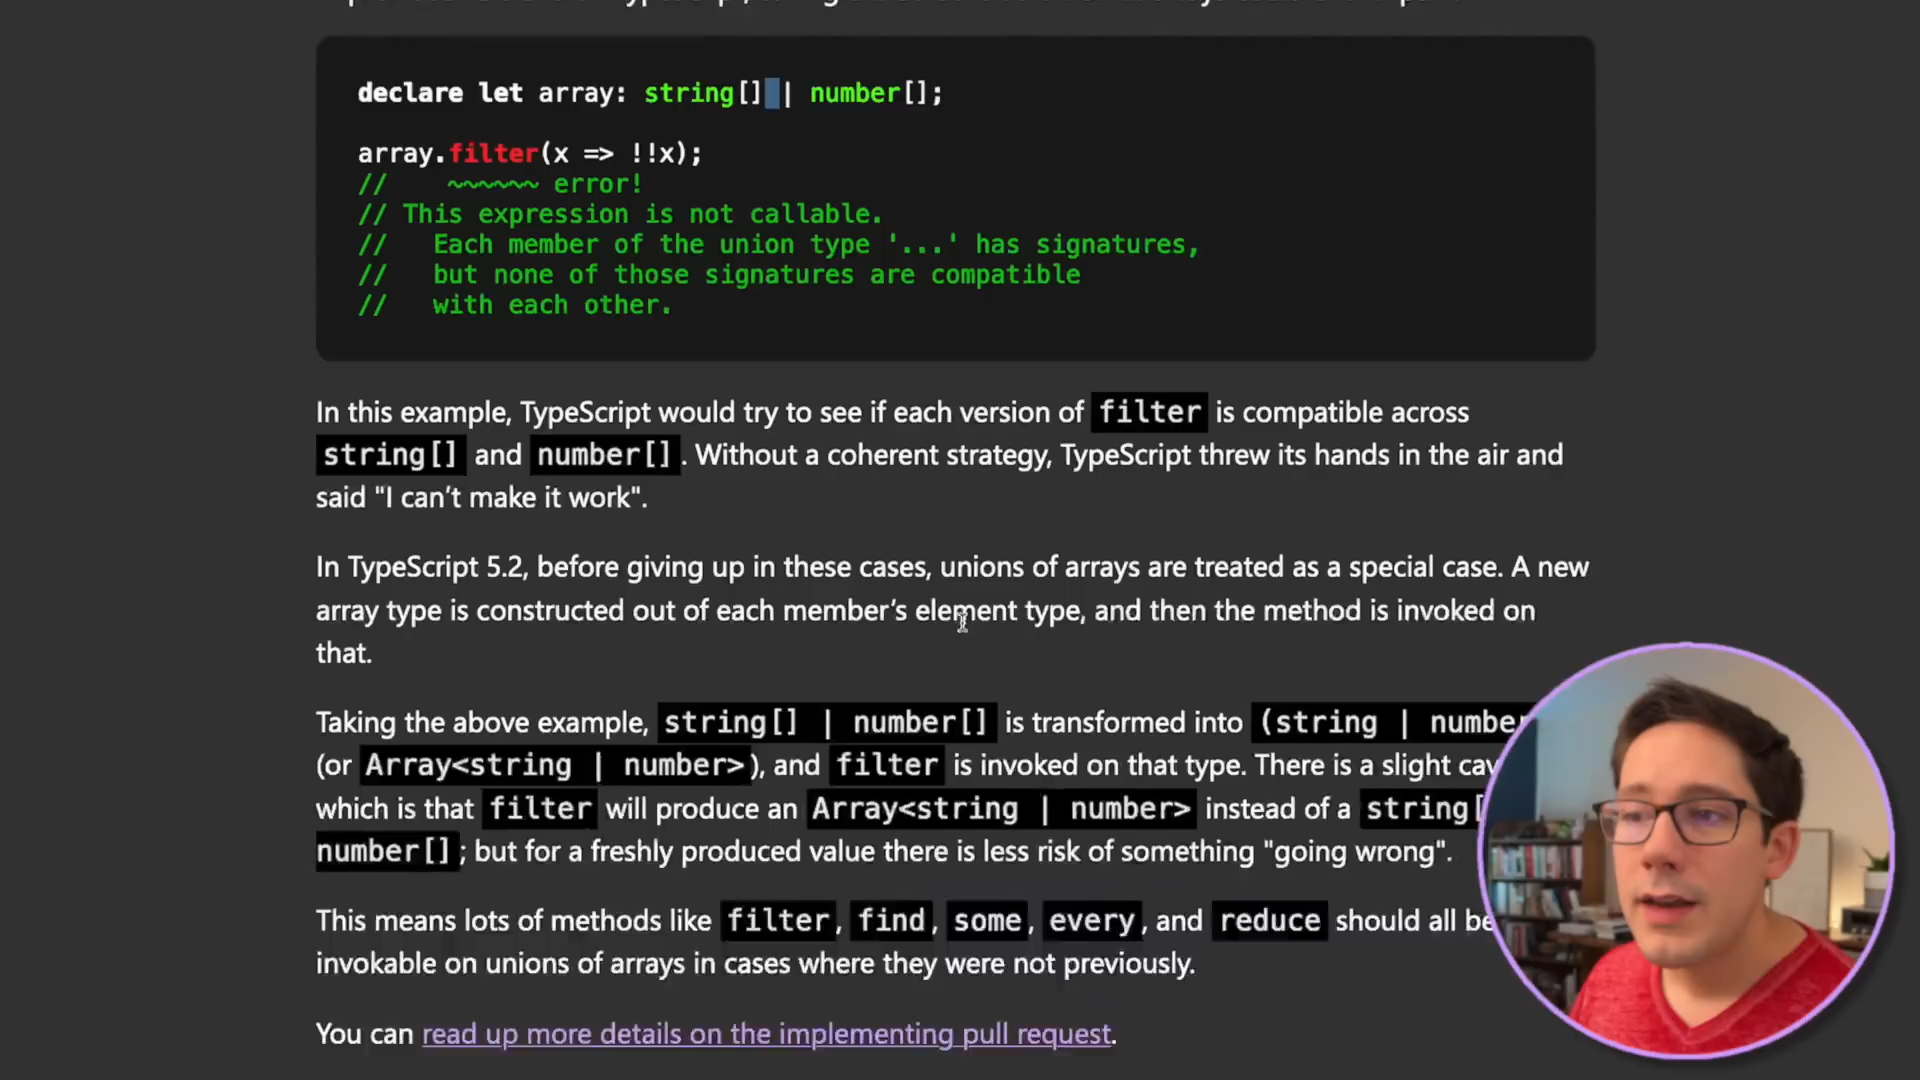 declare let array: string[] | number[];
array.filter(x => !!x);
//    ~~~~~~ error!
// This expression is not callable.
//   Each member of the union type '...' has signatures,
//   but none of those signatures are compatible
//   with each other.
In this example, TypeScript would try to see if each version of filter is compatible across
string[] and number[]. Without a coherent strategy, TypeScript threw its hands in the air and
said "I can’t make it work".
In TypeScript 5.2, before giving up in these cases, unions of arrays are treated as a special case. A new
array type is constructed out of each member’s element type, and then the method is invoked on
that.
Taking the above example, string[] | number[] is transformed into (string | number
(or Array<string | number>), and filter is invoked on that type. There is a slight cav
which is that filter will produce an Array<string | number> instead of a string[
number[]; but for a freshly produced value there is less risk of something "going wrong".
This means lots of methods like filter, find, some, every, and reduce should all be
invokable on unions of arrays in cases where they were not previously.
You can read up more details on the implementing pull request.